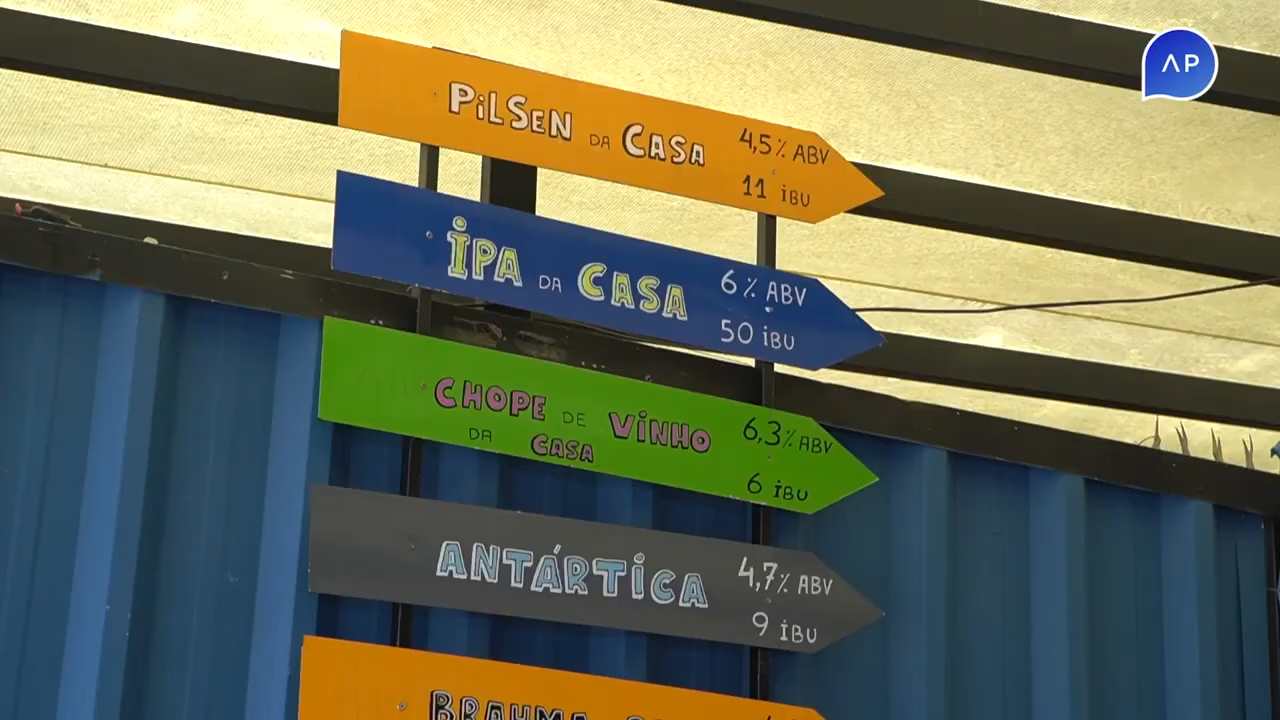 AP
PiLSEN DA CASA 4,5% ABV
11 iBU
iPA DA CASA 6% ABV
50 iBU
CHOPE DE ViNHO 6,3% ABV
DA CASA 6 iBU
ANTÁRTiCA 4,7% ABV
9 iBU
BRAHMA